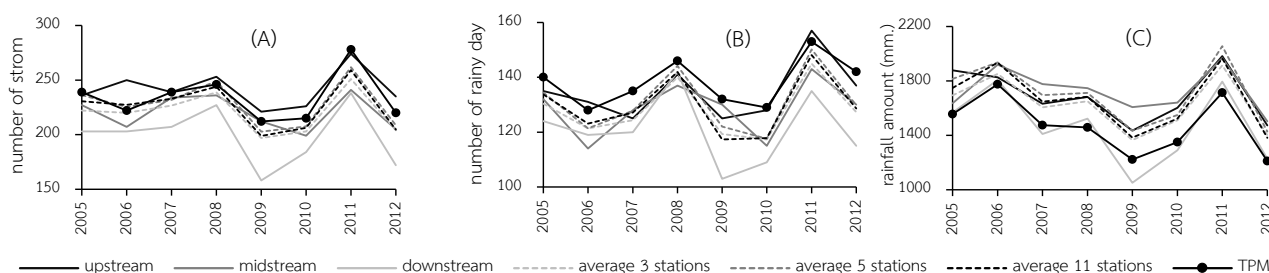 (A)
number of strom
300
250
200
150
2005 2006 2007 2008 2009 2010 2011 2012
(B)
number of rainy day
160
140
120
100
2005 2006 2007 2008 2009 2010 2011 2012
(C)
rainfall amount (mm.)
2200
1800
1400
1000
2005 2006 2007 2008 2009 2010 2011 2012
upstream midstream downstream average 3 stations average 5 stations average 11 stations TPM